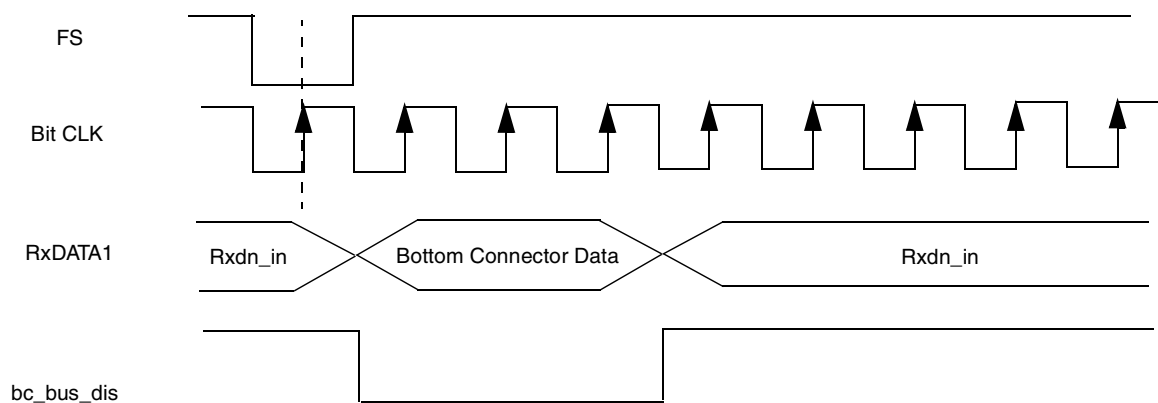 FS
Bit CLK
RxDATA1
Rxdn_in
Bottom Connector Data
Rxdn_in
bc_bus_dis